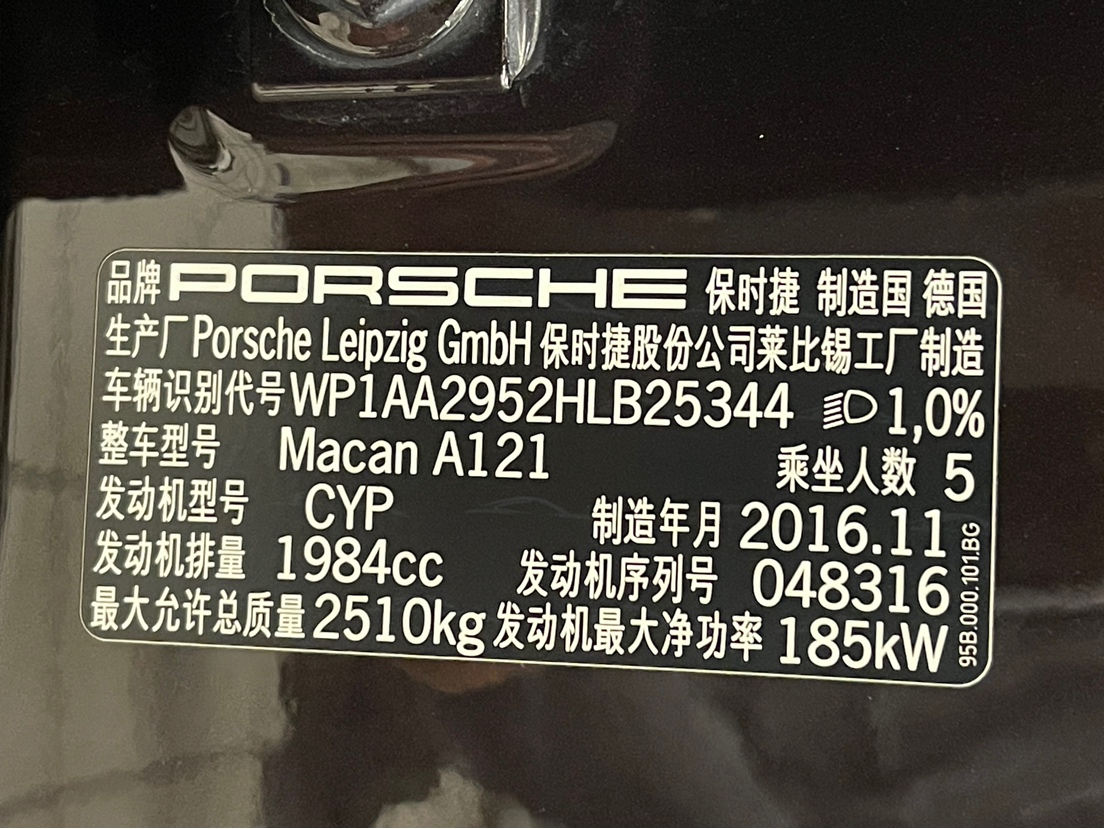 品牌 PORSCHE 保时捷 制造国 德国
生产厂 Porsche Leipzig GmbH 保时捷股份公司莱比锡工厂制造
车辆识别代号 WP1AA2952HLB25344 1,0%
整车型号 Macan A121 乘坐人数 5
发动机型号 CYP 制造年月 2016.11
发动机排量 1984cc 发动机序列号 048316
最大允许总质量 2510kg 发动机最大净功率 185kW
95B.000.101.BG